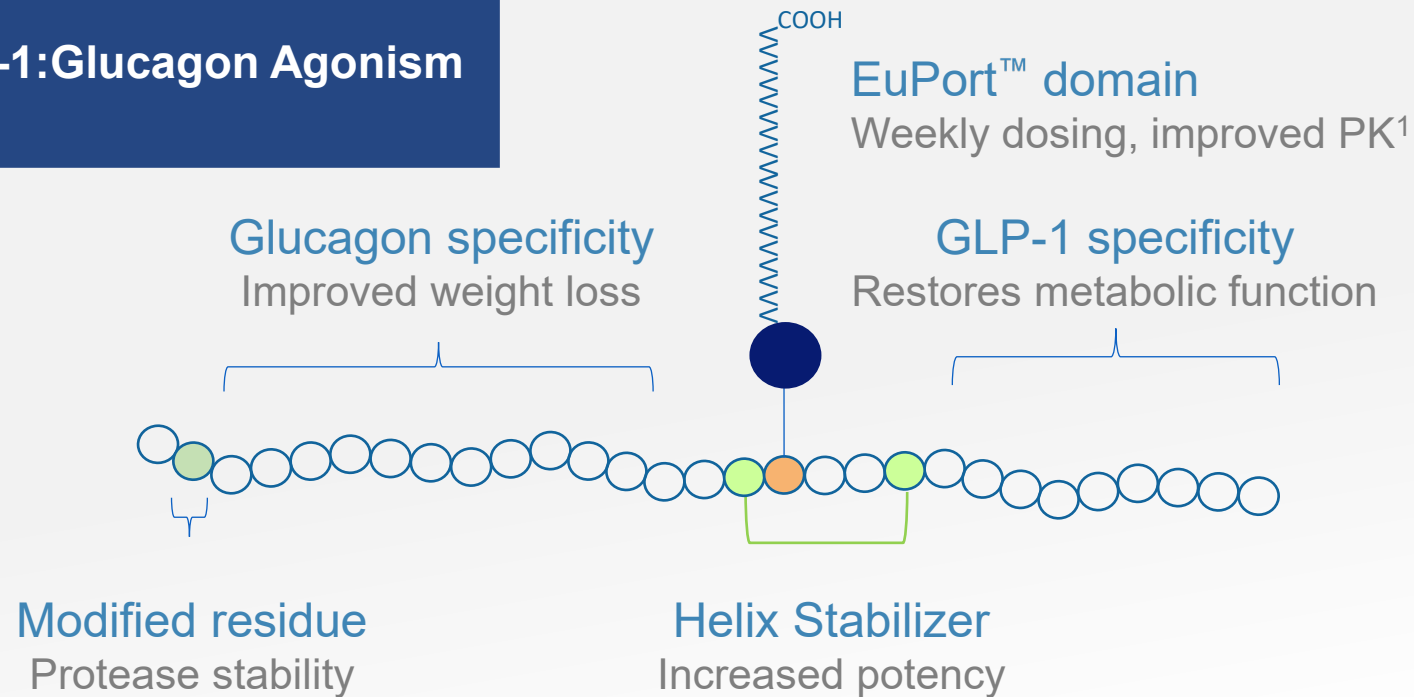 -1:Glucagon Agonism
COOH
EuPort™ domain
Weekly dosing, improved PK¹
Glucagon specificity
Improved weight loss
GLP-1 specificity
Restores metabolic function
Modified residue
Protease stability
Helix Stabilizer
Increased potency